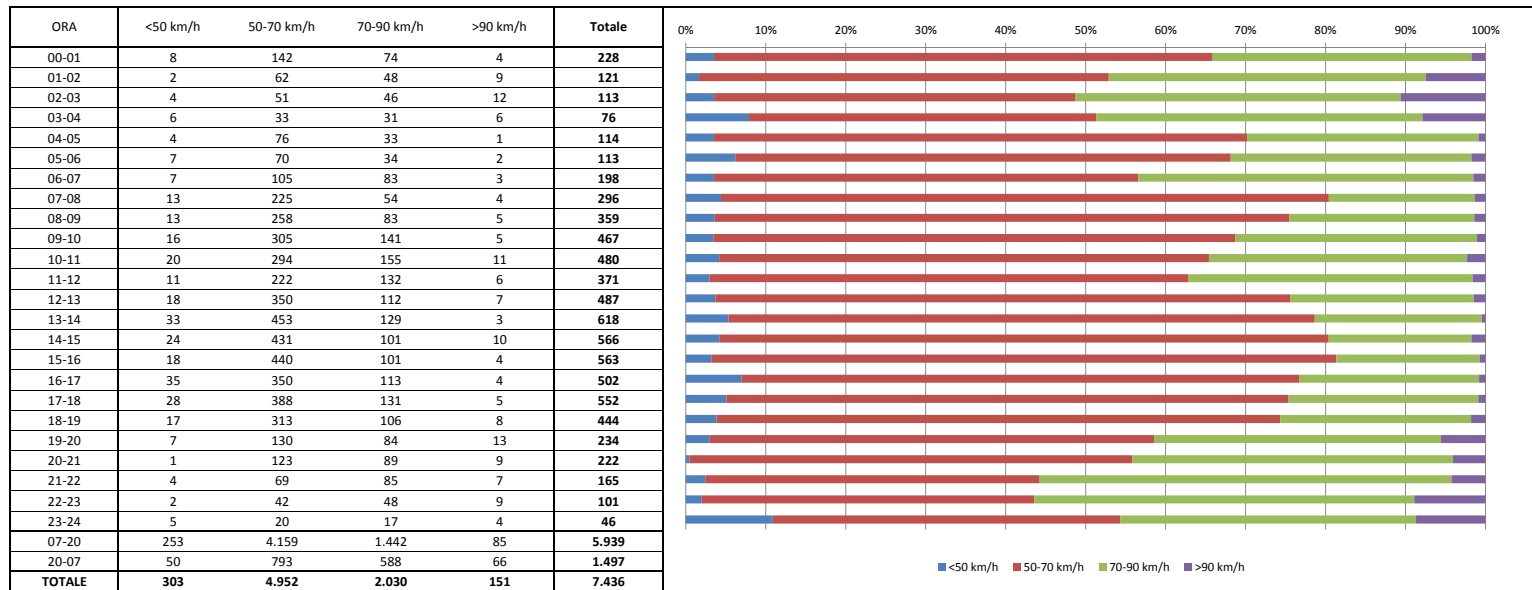 ORA <50 km/h 50-70 km/h 70-90 km/h >90 km/h Totale
0% 10% 20% 30% 40% 50% 60% 70% 80% 90% 100%
00-01 8 142 74 4 228
01-02 2 62 48 9 121
02-03 4 51 46 12 113
03-04 6 33 31 6 76
04-05 4 76 33 1 114
05-06 7 70 34 2 113
06-07 7 105 83 3 198
07-08 13 225 54 4 296
08-09 13 258 83 5 359
09-10 16 305 141 5 467
10-11 20 294 155 11 480
11-12 11 222 132 6 371
12-13 18 350 112 7 487
13-14 33 453 129 3 618
14-15 24 431 101 10 566
15-16 18 440 101 4 563
16-17 35 350 113 4 502
17-18 28 388 131 5 552
18-19 17 313 106 8 444
19-20 7 130 84 13 234
20-21 1 123 89 9 222
21-22 4 69 85 7 165
22-23 2 42 48 9 101
23-24 5 20 17 4 46
07-20 253 4.159 1.442 85 5.939
20-07 50 793 588 66 1.497
TOTALE 303 4.952 2.030 151 7.436
<50 km/h 50-70 km/h 70-90 km/h >90 km/h